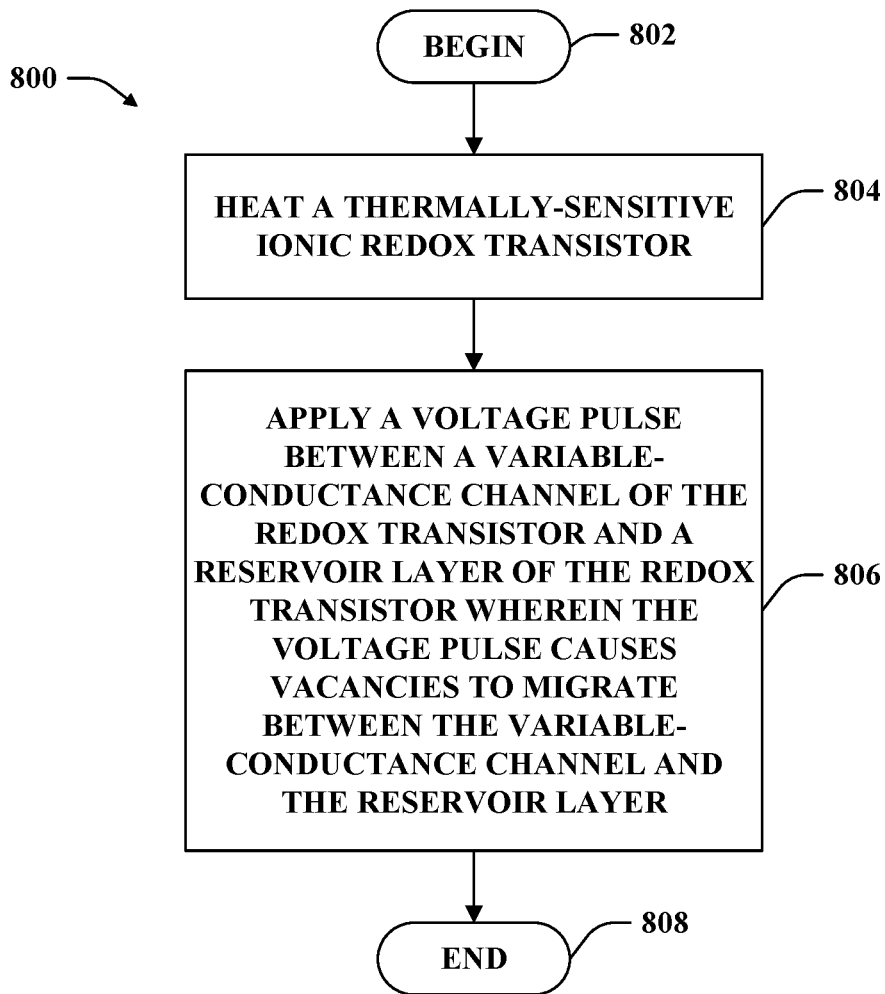 800
BEGIN
802
HEAT A THERMALLY-SENSITIVE
IONIC REDOX TRANSISTOR
804
APPLY A VOLTAGE PULSE
BETWEEN A VARIABLE-
CONDUCTANCE CHANNEL OF THE
REDOX TRANSISTOR AND A
RESERVOIR LAYER OF THE REDOX
TRANSISTOR WHEREIN THE
VOLTAGE PULSE CAUSES
VACANCIES TO MIGRATE
BETWEEN THE VARIABLE-
CONDUCTANCE CHANNEL AND
THE RESERVOIR LAYER
806
END
808